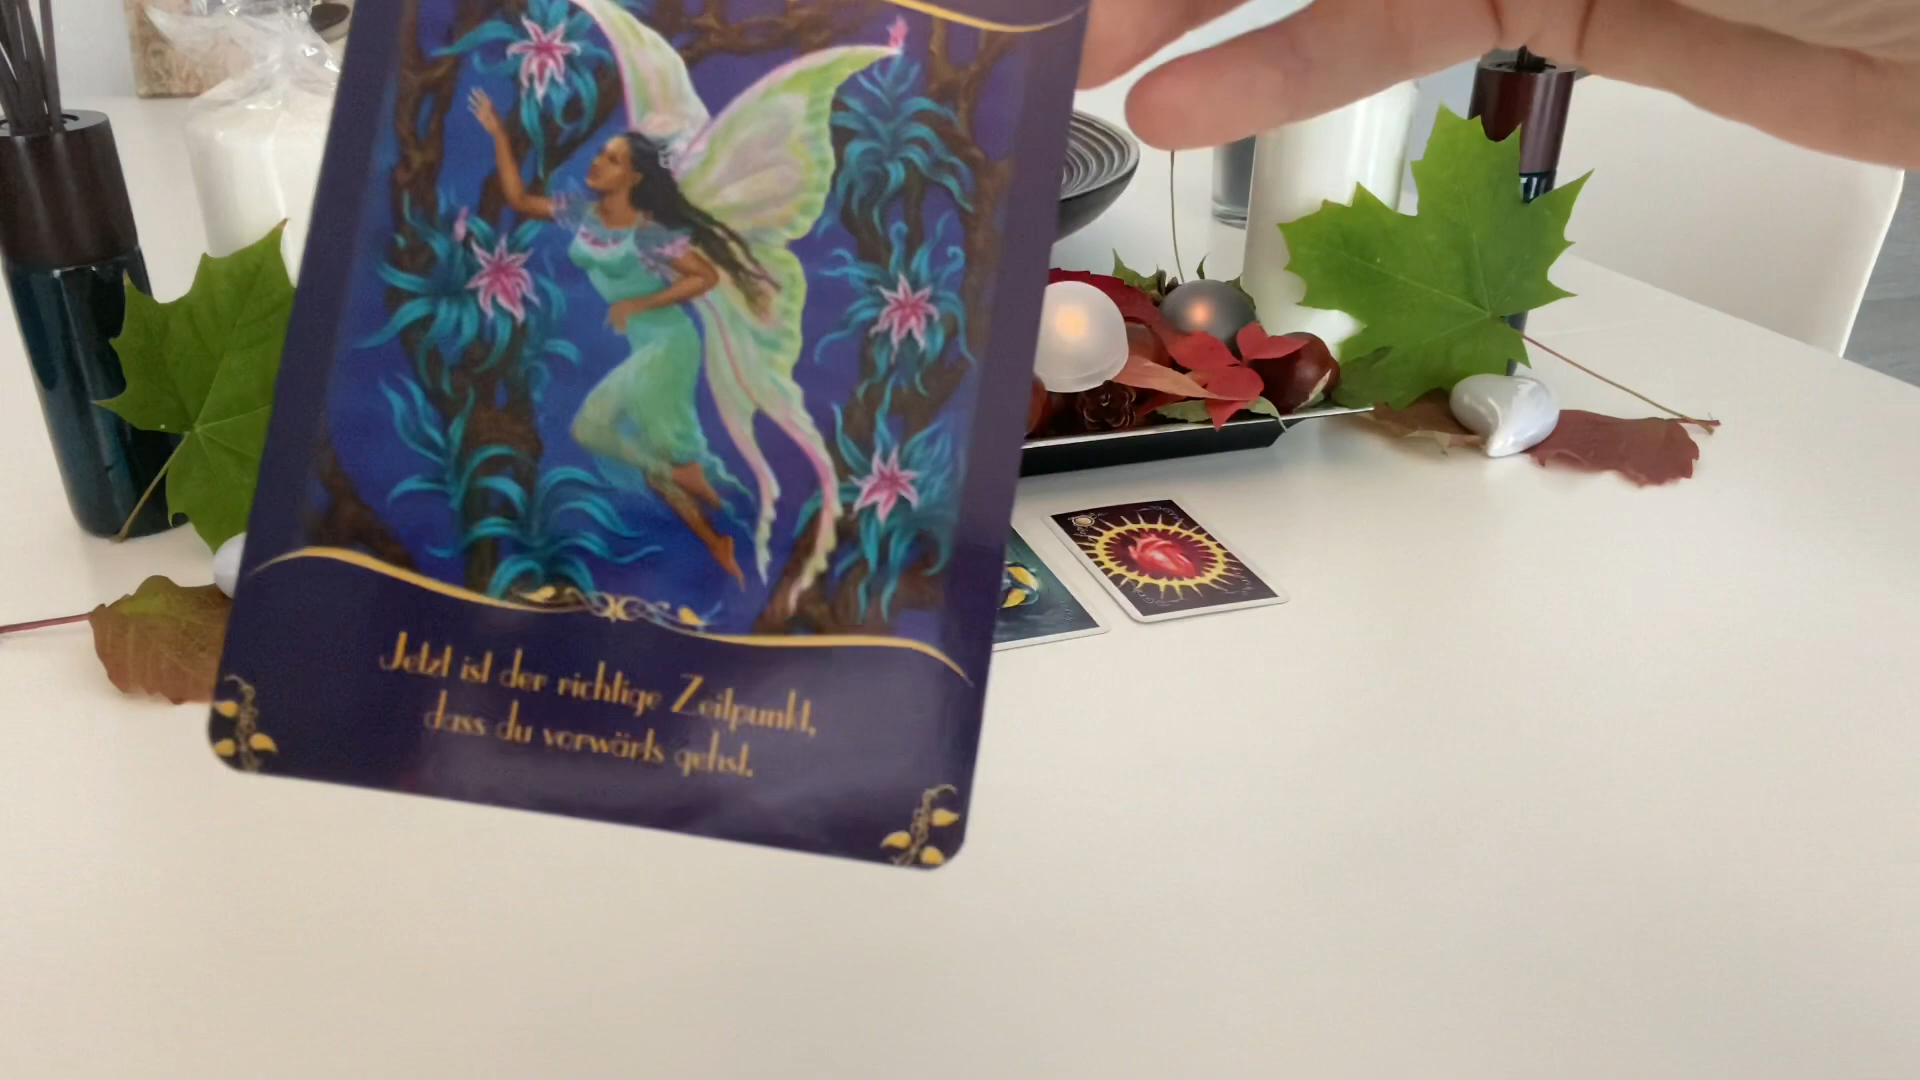 Jetzt ist der richtige Zeitpunkt,
dass du vorwärts gehst.